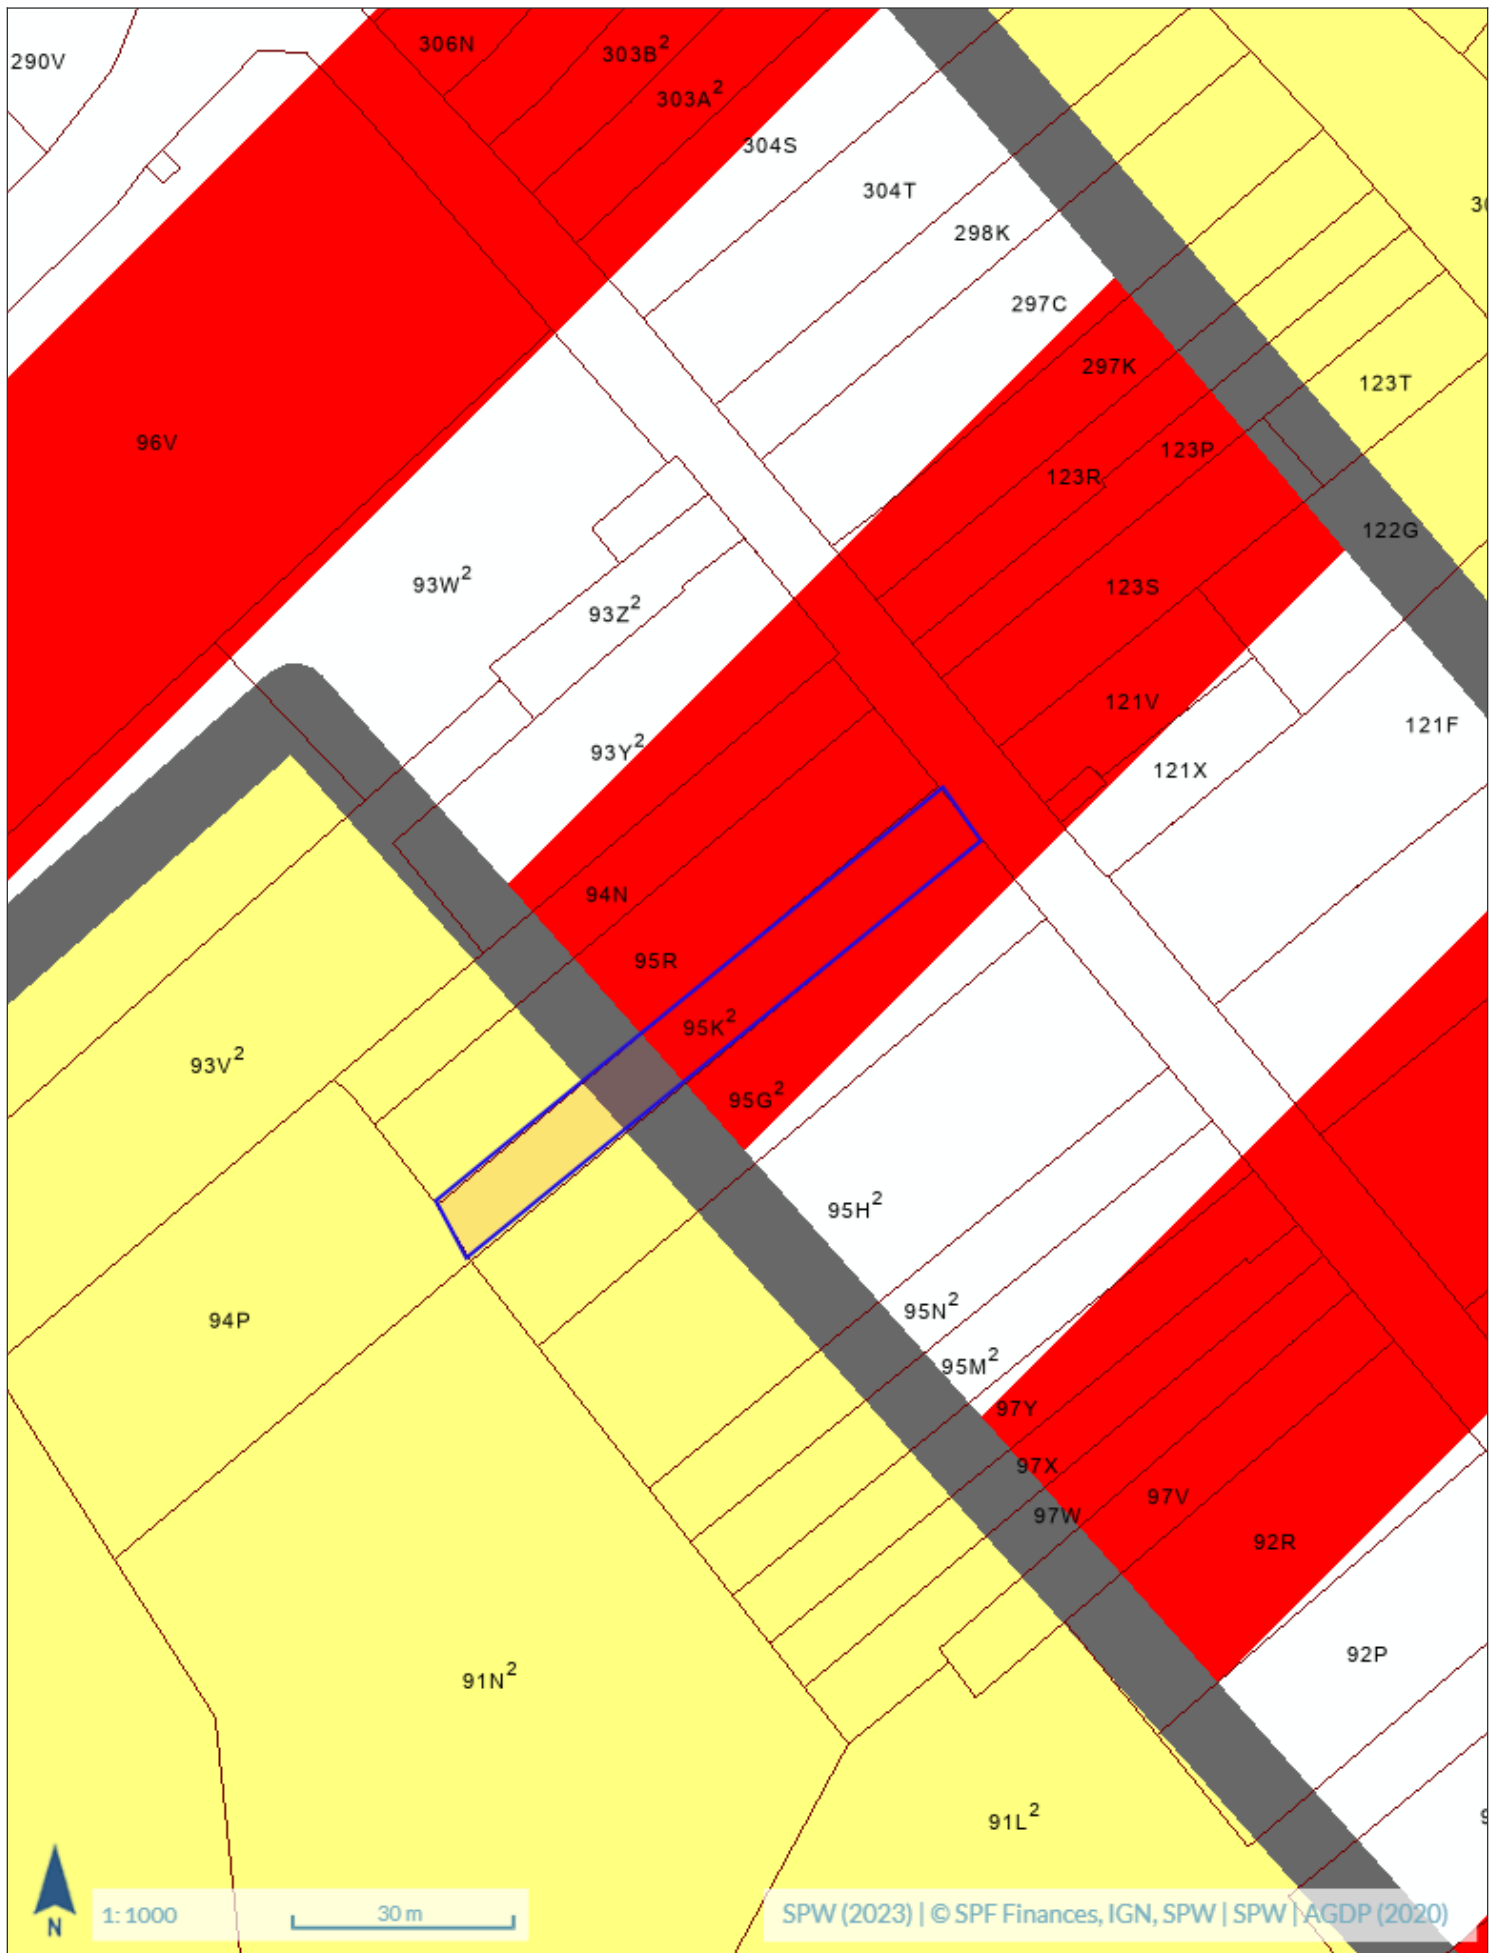 306N
303B²
290V
303A²
304S
304T
298K
297C
297K
123T
96V
123P
123R
122G
93W²
123S
93Z²
121V
121F
93Y²
121X
94N
95R
95K²
93V²
95G²
95H²
94P
95N²
95M²
97Y
97X
97V
97W
92R
92P
91N²
91L²
N
1: 1000
30 m
SPW (2023) | © SPF Finances, IGN, SPW | SPW | AGDP (2020)